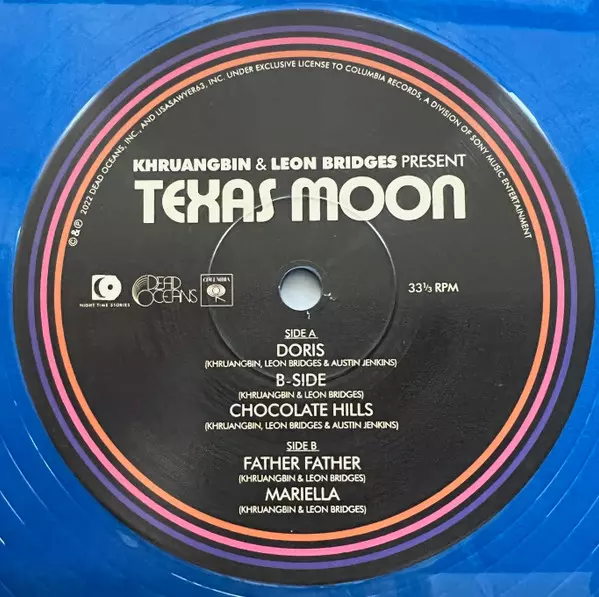 © & ℗ 2022 DEAD OCEANS, INC., AND LISASAWYER63, INC. UNDER EXCLUSIVE LICENSE TO COLUMBIA RECORDS, A DIVISION OF SONY MUSIC ENTERTAINMENT
KHRUANGBIN & LEON BRIDGES PRESENT
TEXAS MOON
NIGHT TIME STORIES
DEAD
OCEANS
COLUMBIA
33⅓ RPM
SIDE A
DORIS
(KHRUANGBIN, LEON BRIDGES & AUSTIN JENKINS)
B-SIDE
(KHRUANGBIN & LEON BRIDGES)
CHOCOLATE HILLS
(KHRUANGBIN, LEON BRIDGES & AUSTIN JENKINS)
SIDE B
FATHER FATHER
(KHRUANGBIN & LEON BRIDGES)
MARIELLA
(KHRUANGBIN & LEON BRIDGES)